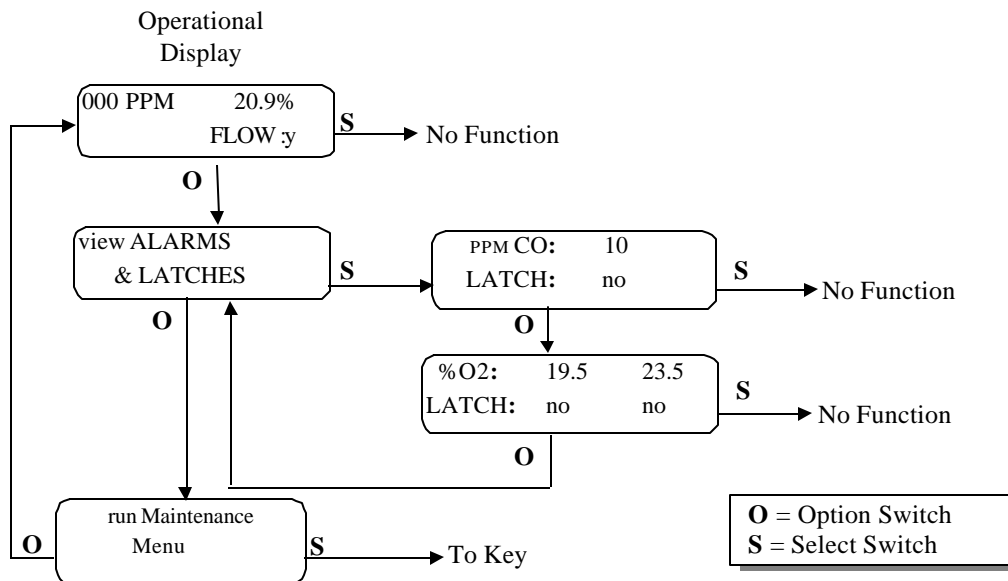 Operational
Display
000 PPM 20.9%
FLOW :y
S
No Function
O
view ALARMS
& LATCHES
S
PPM CO: 10
LATCH: no
S
No Function
O
O
%O2: 19.5 23.5
LATCH: no no
S
No Function
O
run Maintenance
Menu
O
S
To Key
O = Option Switch
S = Select Switch